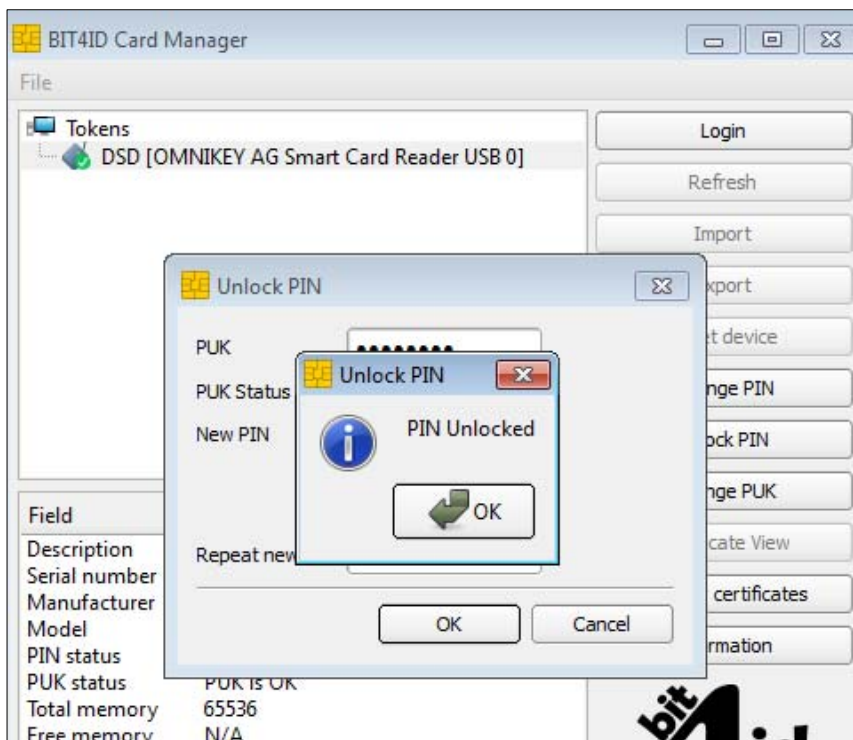 BIT4ID Card Manager
File
Tokens
DSD [OMNIKEY AG Smart Card Reader USB 0]
Login
Refresh
Import
xport
t device
nge PIN
ock PIN
nge PUK
cate View
certificates
rmation
Unlock PIN
PUK
PUK Status
New PIN
Repeat new
OK
Cancel
Unlock PIN
PIN Unlocked
OK
Field
Description
Serial number
Manufacturer
Model
PIN status
PUK status PUK is OK
Total memory 65536
Free memory N/A
bit
4id